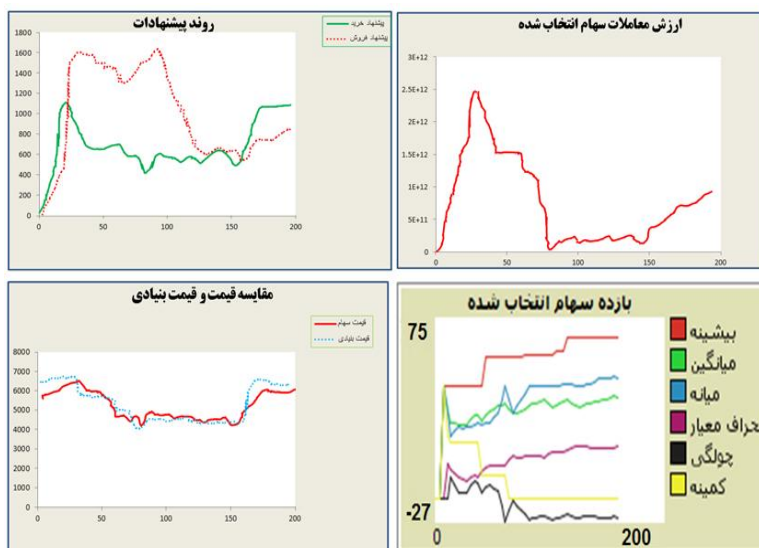 روند پیشنهادات
پیشنهاد خرید
پیشنهاد فروش
1800
1600
1400
1200
1000
800
600
400
200
0
0 50 100 150 200
ارزش معاملات سهام انتخاب شده
3E+12
2.5E+12
2E+12
1.5E+12
1E+12
5E+11
0
0 50 100 150 200
مقایسه قیمت و قیمت بنیادی
قیمت سهام
قیمت بنیادی
8000
7000
6000
5000
4000
3000
2000
1000
0
0 50 100 150 200
بازده سهام انتخاب شده
75
-27
0 200
بیشینه
میانگین
میانه
حراف معیار
چولگی
کمینه